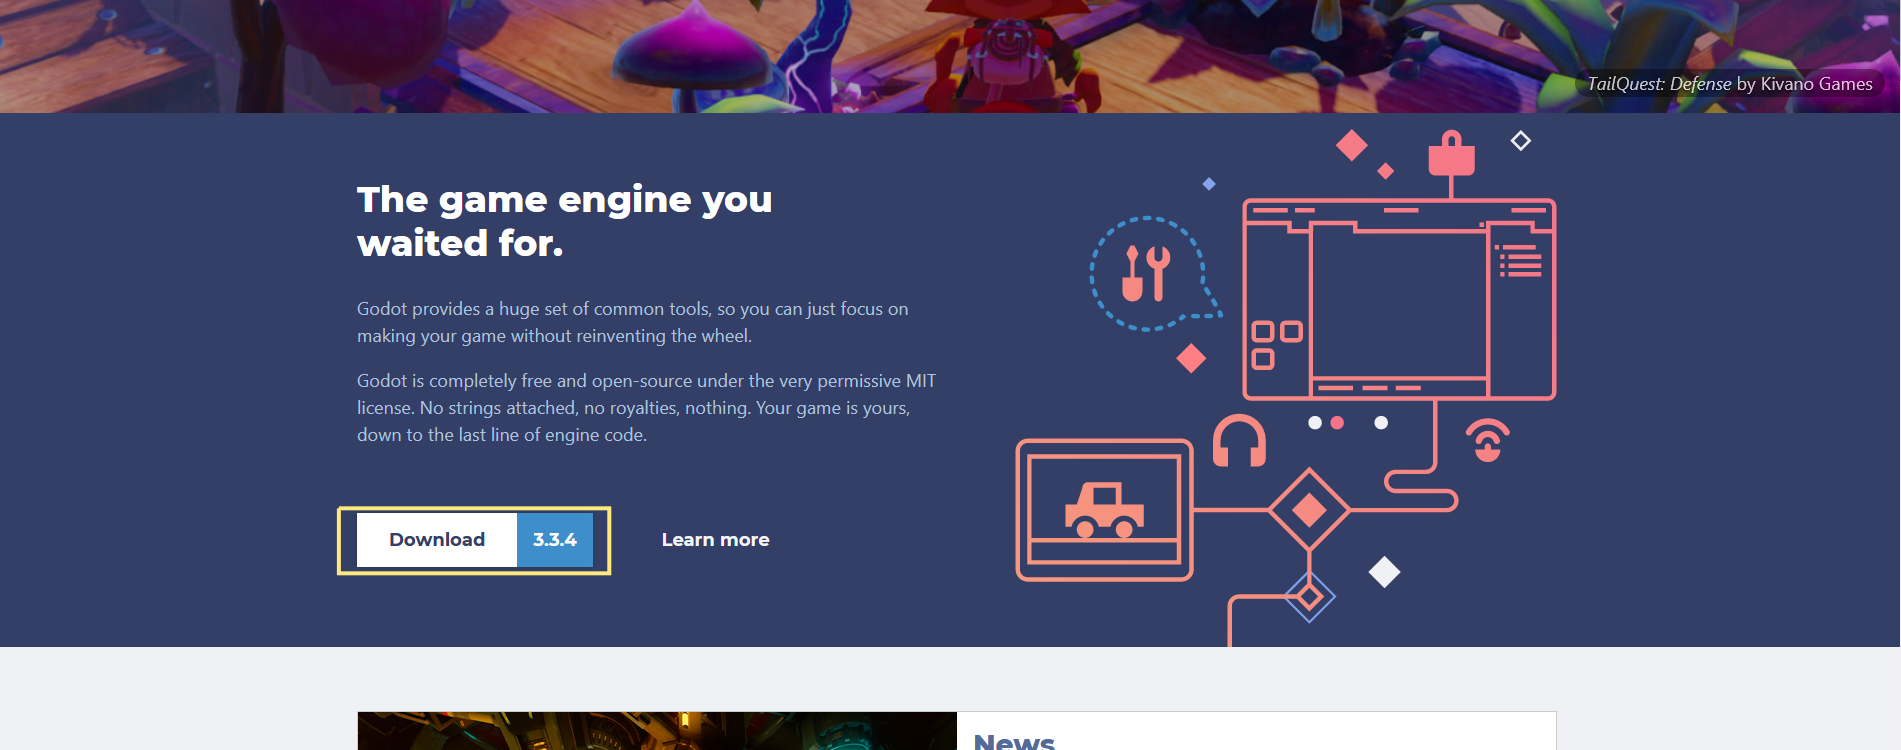 TailQuest: Defense by Kivano Games
The game engine you
waited for.
Godot provides a huge set of common tools, so you can just focus on
making your game without reinventing the wheel.
Godot is completely free and open-source under the very permissive MIT
license. No strings attached, no royalties, nothing. Your game is yours,
down to the last line of engine code.
Download 3.3.4 Learn more
News